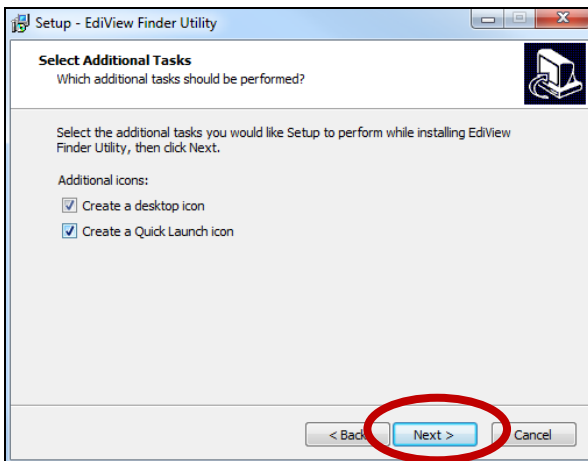 Setup - EdiView Finder Utility
Select Additional Tasks
Which additional tasks should be performed?
Select the additional tasks you would like Setup to perform while installing EdiView
Finder Utility, then click Next.
Additional icons:
Create a desktop icon
Create a Quick Launch icon
< Back
Next >
Cancel